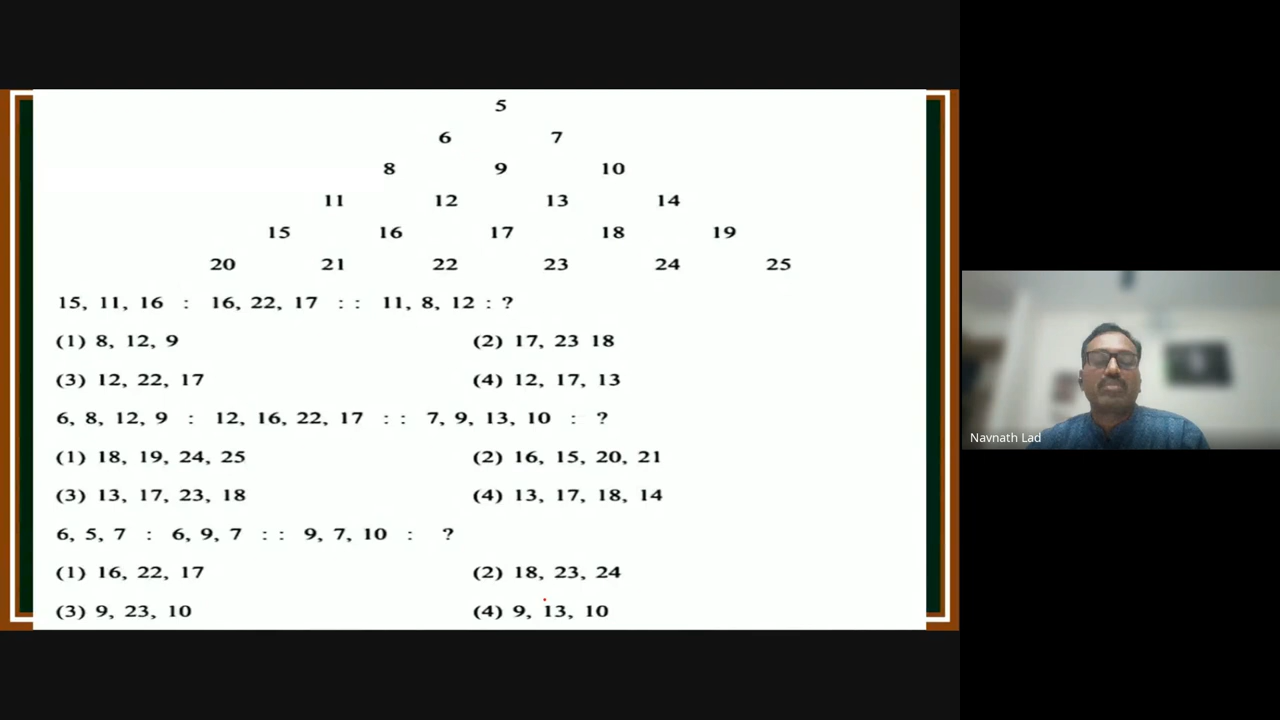 5
6 7
8 9 10
11 12 13 14
15 16 17 18 19
20 21 22 23 24 25
15, 11, 16 : 16, 22, 17 : : 11, 8, 12 : ?
(1) 8, 12, 9 (2) 17, 23 18
(3) 12, 22, 17 (4) 12, 17, 13
6, 8, 12, 9 : 12, 16, 22, 17 : : 7, 9, 13, 10 : ?
(1) 18, 19, 24, 25 (2) 16, 15, 20, 21
(3) 13, 17, 23, 18 (4) 13, 17, 18, 14
6, 5, 7 : 6, 9, 7 : : 9, 7, 10 : ?
(1) 16, 22, 17 (2) 18, 23, 24
(3) 9, 23, 10 (4) 9, 13, 10
Navnath Lad